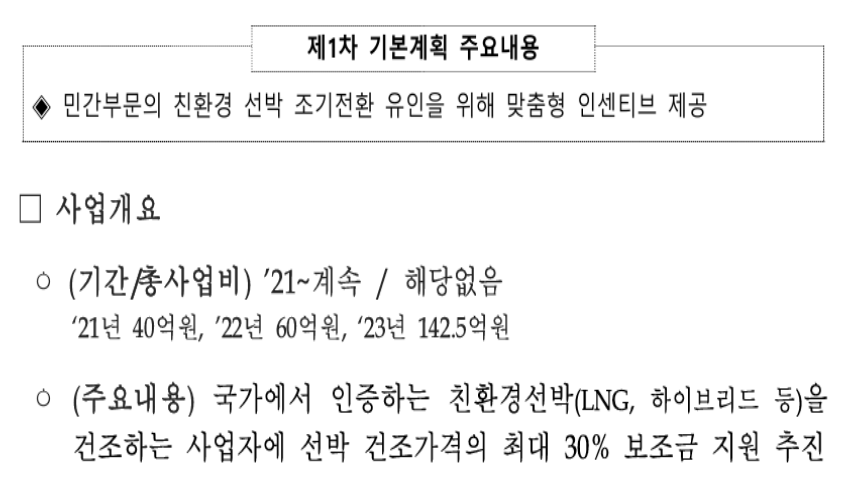 제1차 기본계획 주요내용
◈ 민간부문의 친환경 선박 조기전환 유인을 위해 맞춤형 인센티브 제공
□ 사업개요
ㅇ (기간/총사업비) ’21~계속 / 해당없음
‘21년 40억원, ’22년 60억원, ‘23년 142.5억원
ㅇ (주요내용) 국가에서 인증하는 친환경선박(LNG, 하이브리드 등)을
건조하는 사업자에 선박 건조가격의 최대 30% 보조금 지원 추진